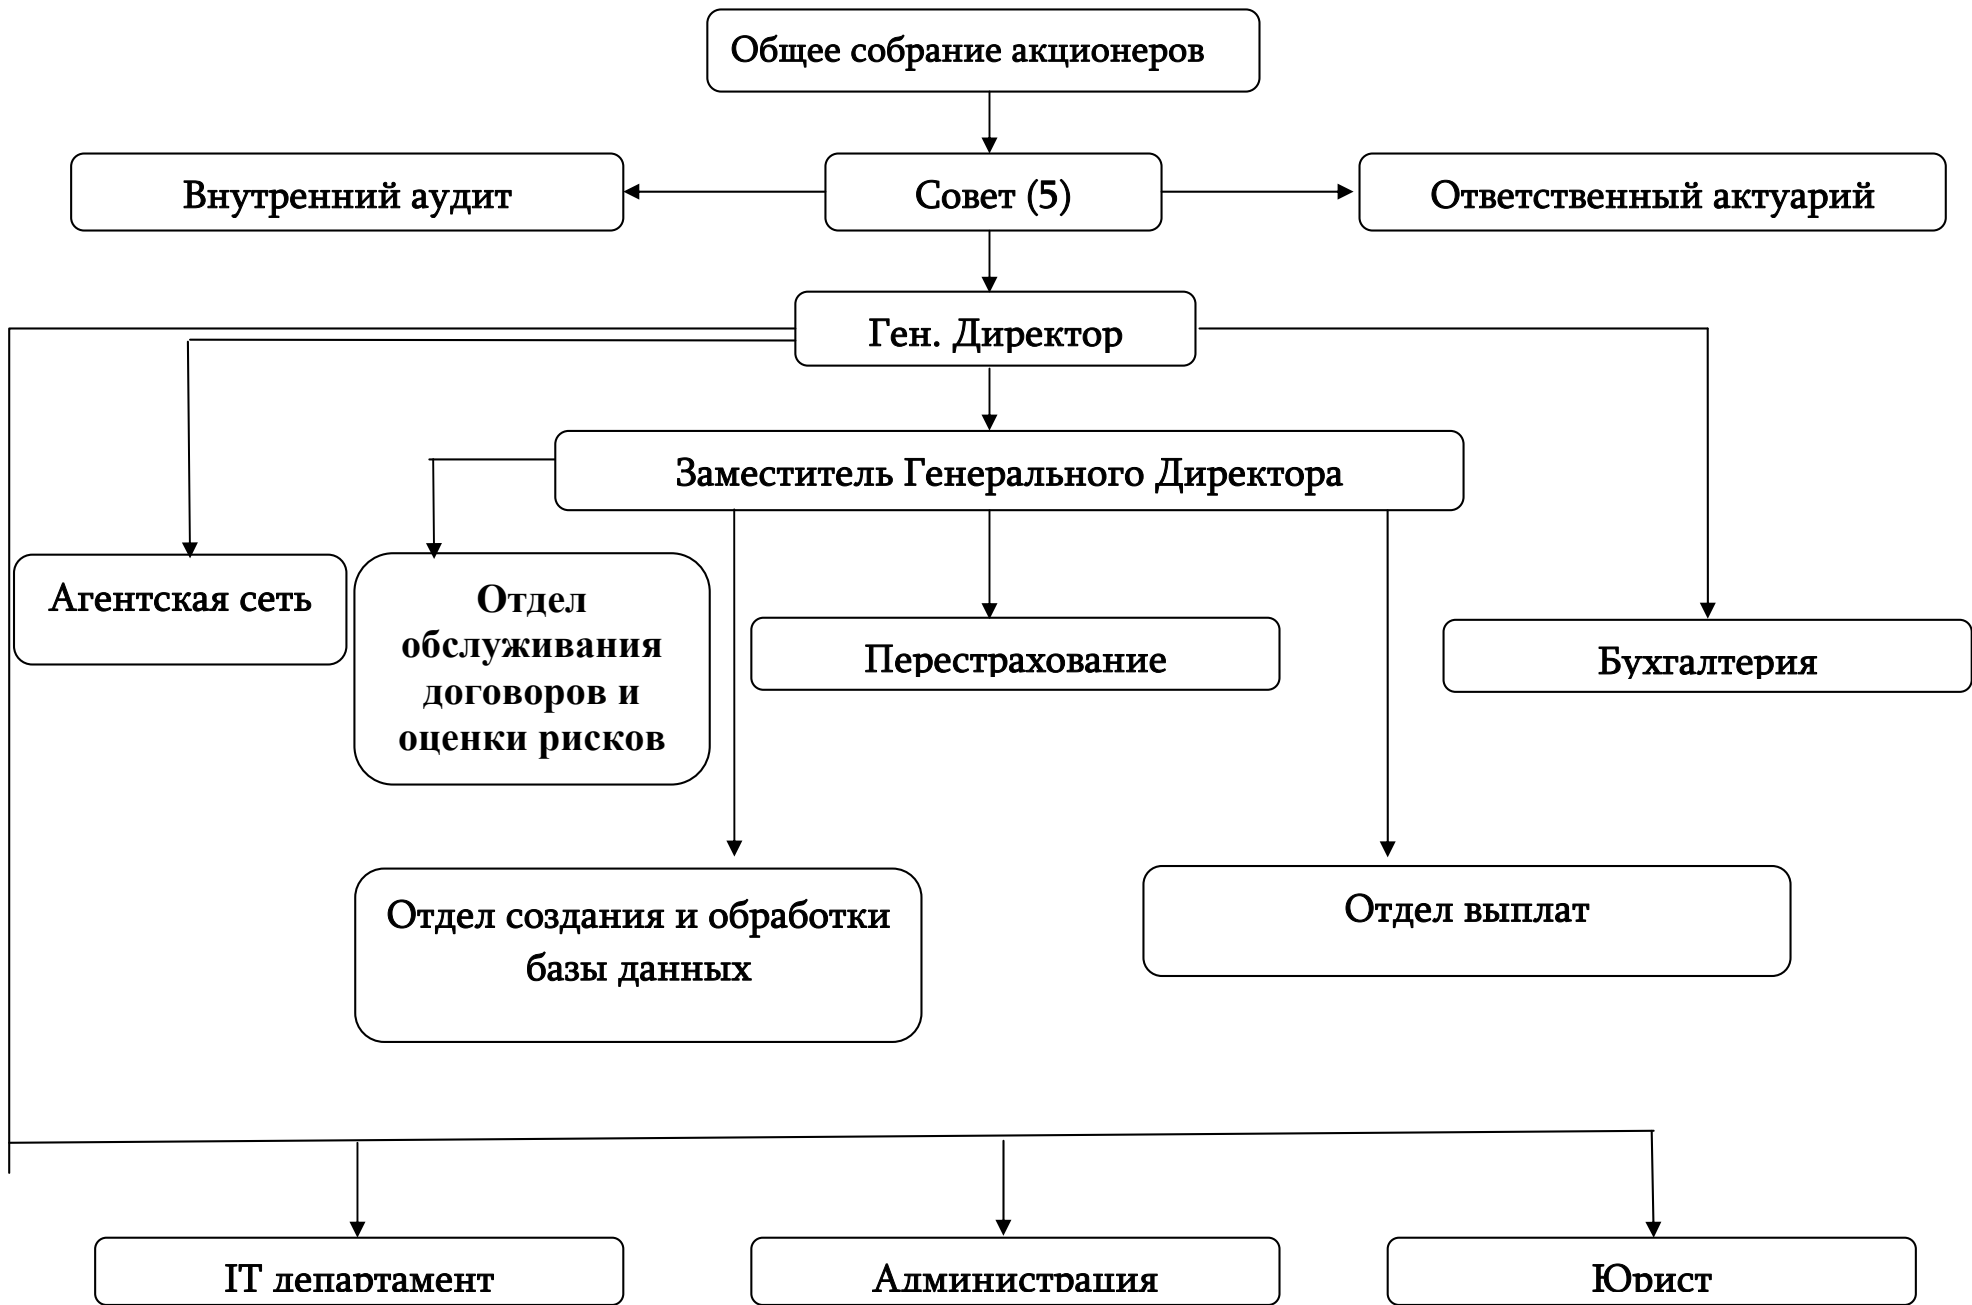 Общее собрание акционеров
Внутренний аудит
Совет (5)
Ответственный актуарий
Ген. Директор
Заместитель Генерального Директора
Агентская сеть
Отдел
обслуживания
договоров и
оценки рисков
Перестрахование
Бухгалтерия
Отдел создания и обработки
базы данных
Отдел выплат
IT департамент
Администрация
Юрист